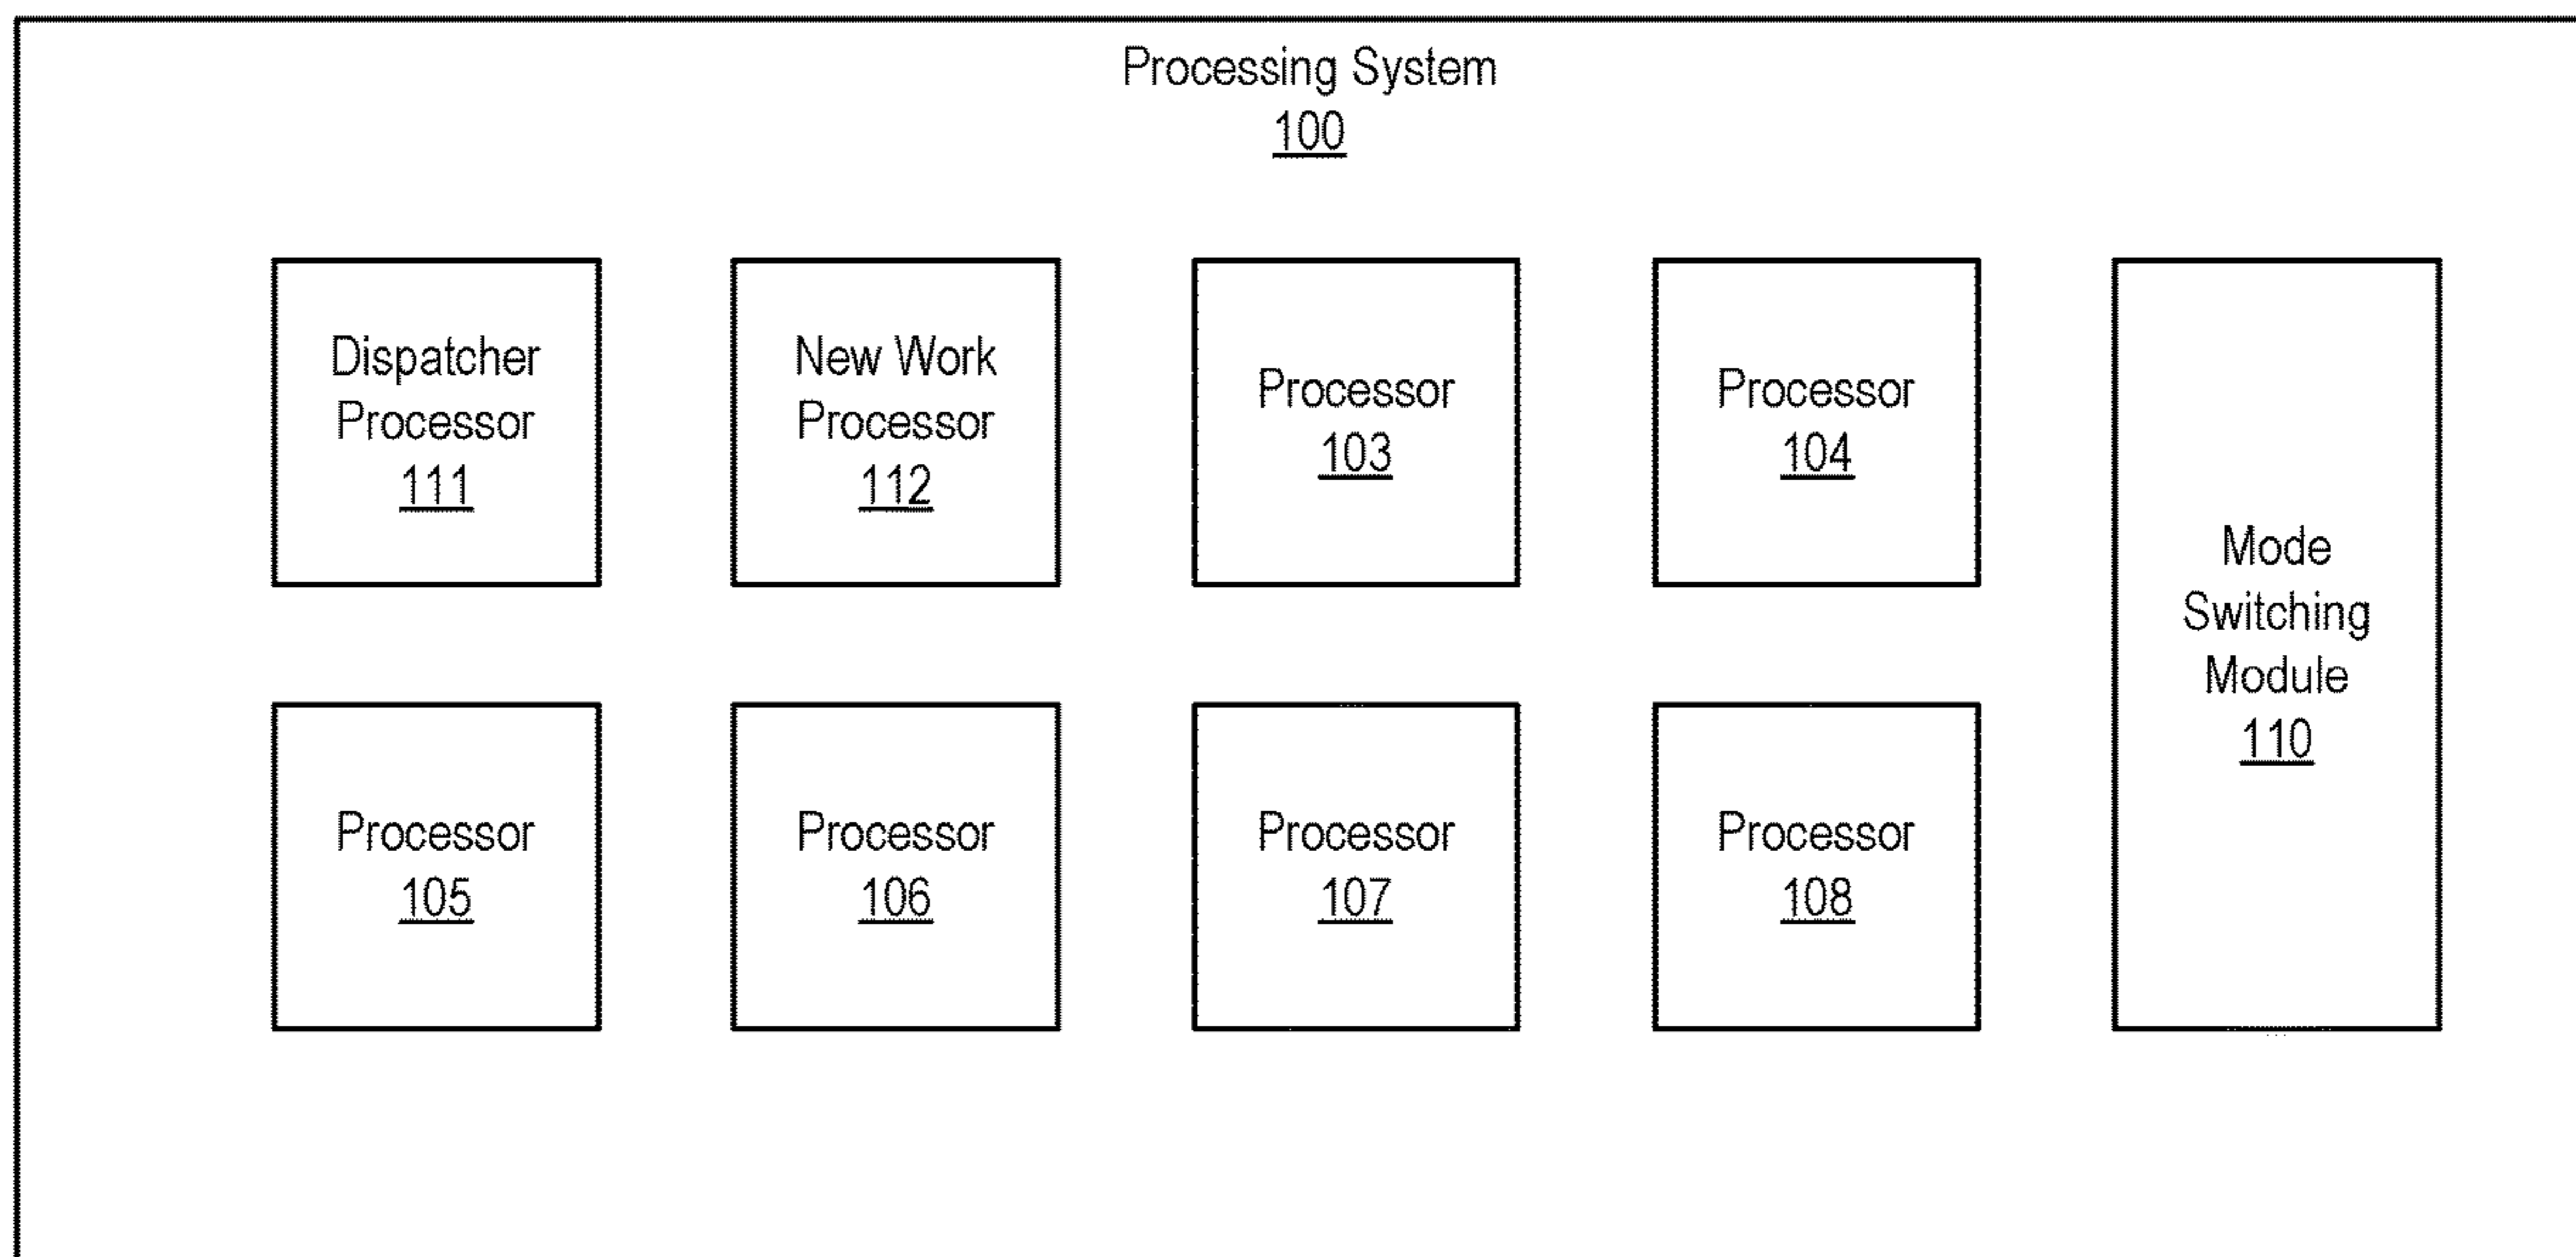 Processing System
100
Dispatcher
Processor
111
New Work
Processor
112
Processor
103
Processor
104
Mode
Switching
Module
110
Processor
105
Processor
106
Processor
107
Processor
108